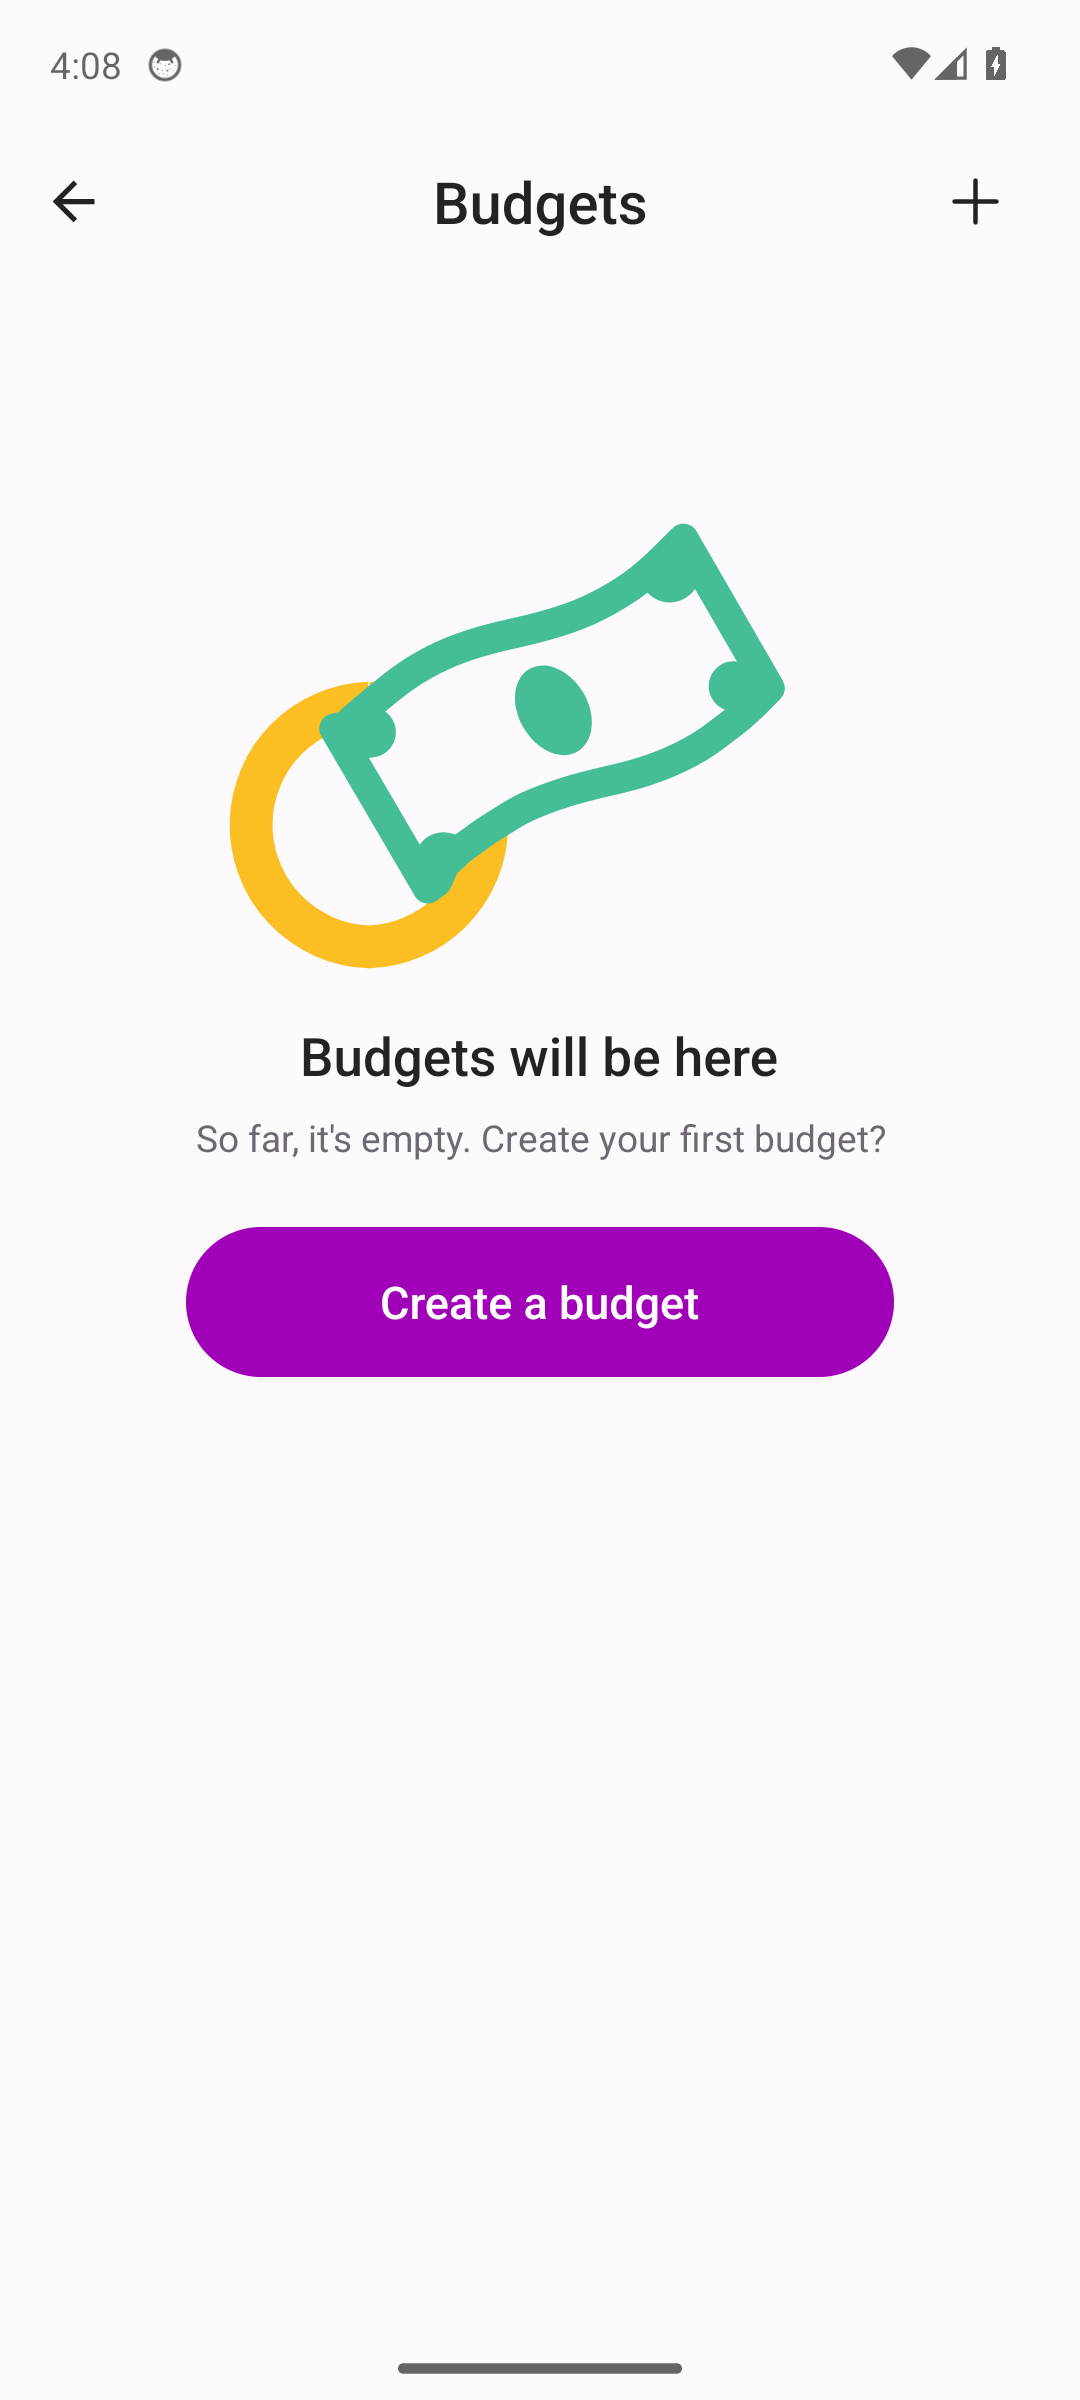 4:08
Budgets
Budgets will be here
So far, it's empty. Create your first budget?
Create a budget